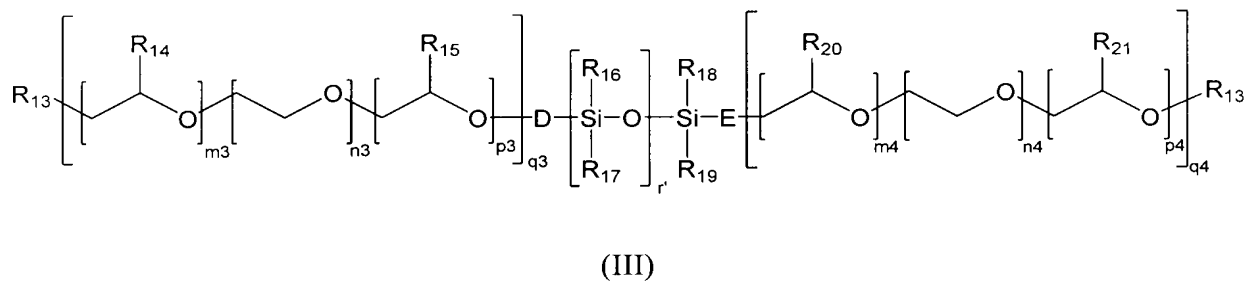 R14 R15 R16 R18 R20 R21
R13 O O O D Si O Si E O O O R13
m3 n3 p3 q3 R17 r' R19 m4 n4 p4 q4
(III)